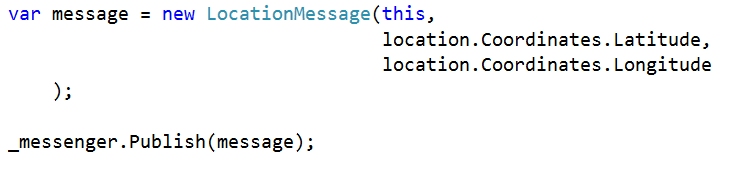 var message = new LocationMessage(this,
location.Coordinates.Latitude,
location.Coordinates.Longitude
);
_messenger.Publish(message);